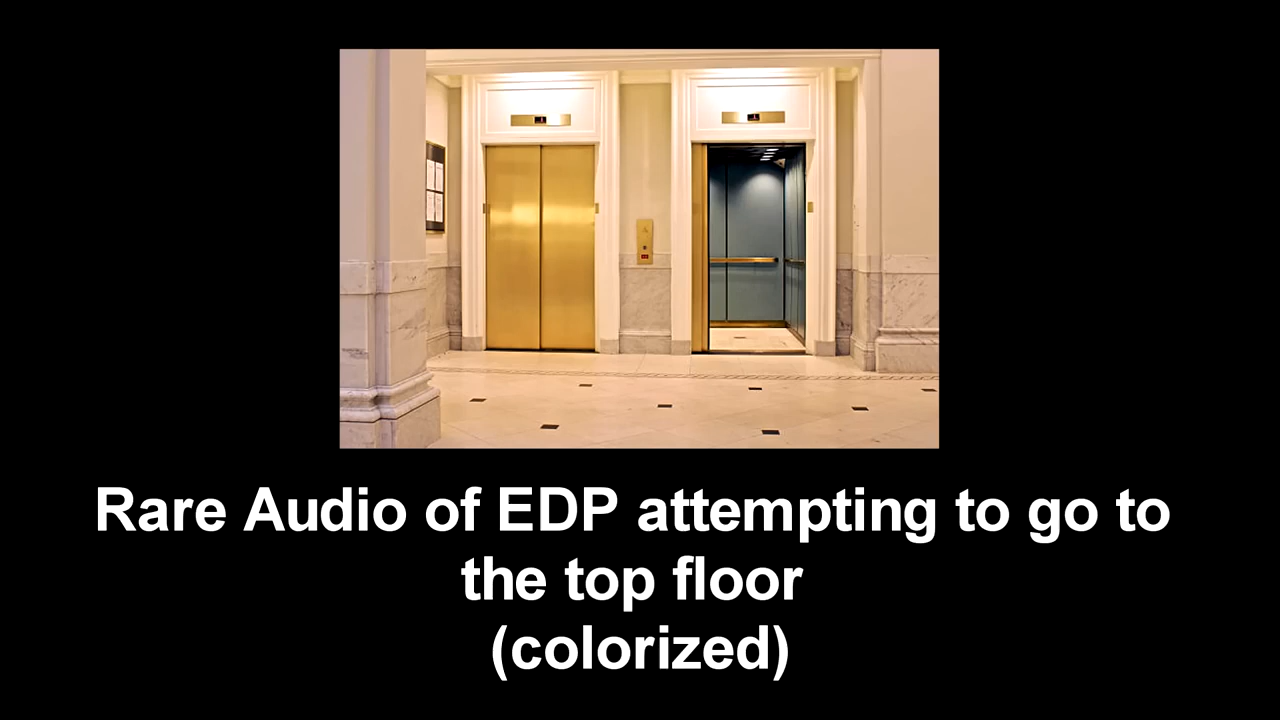 Rare Audio of EDP attempting to go to
the top floor
(colorized)